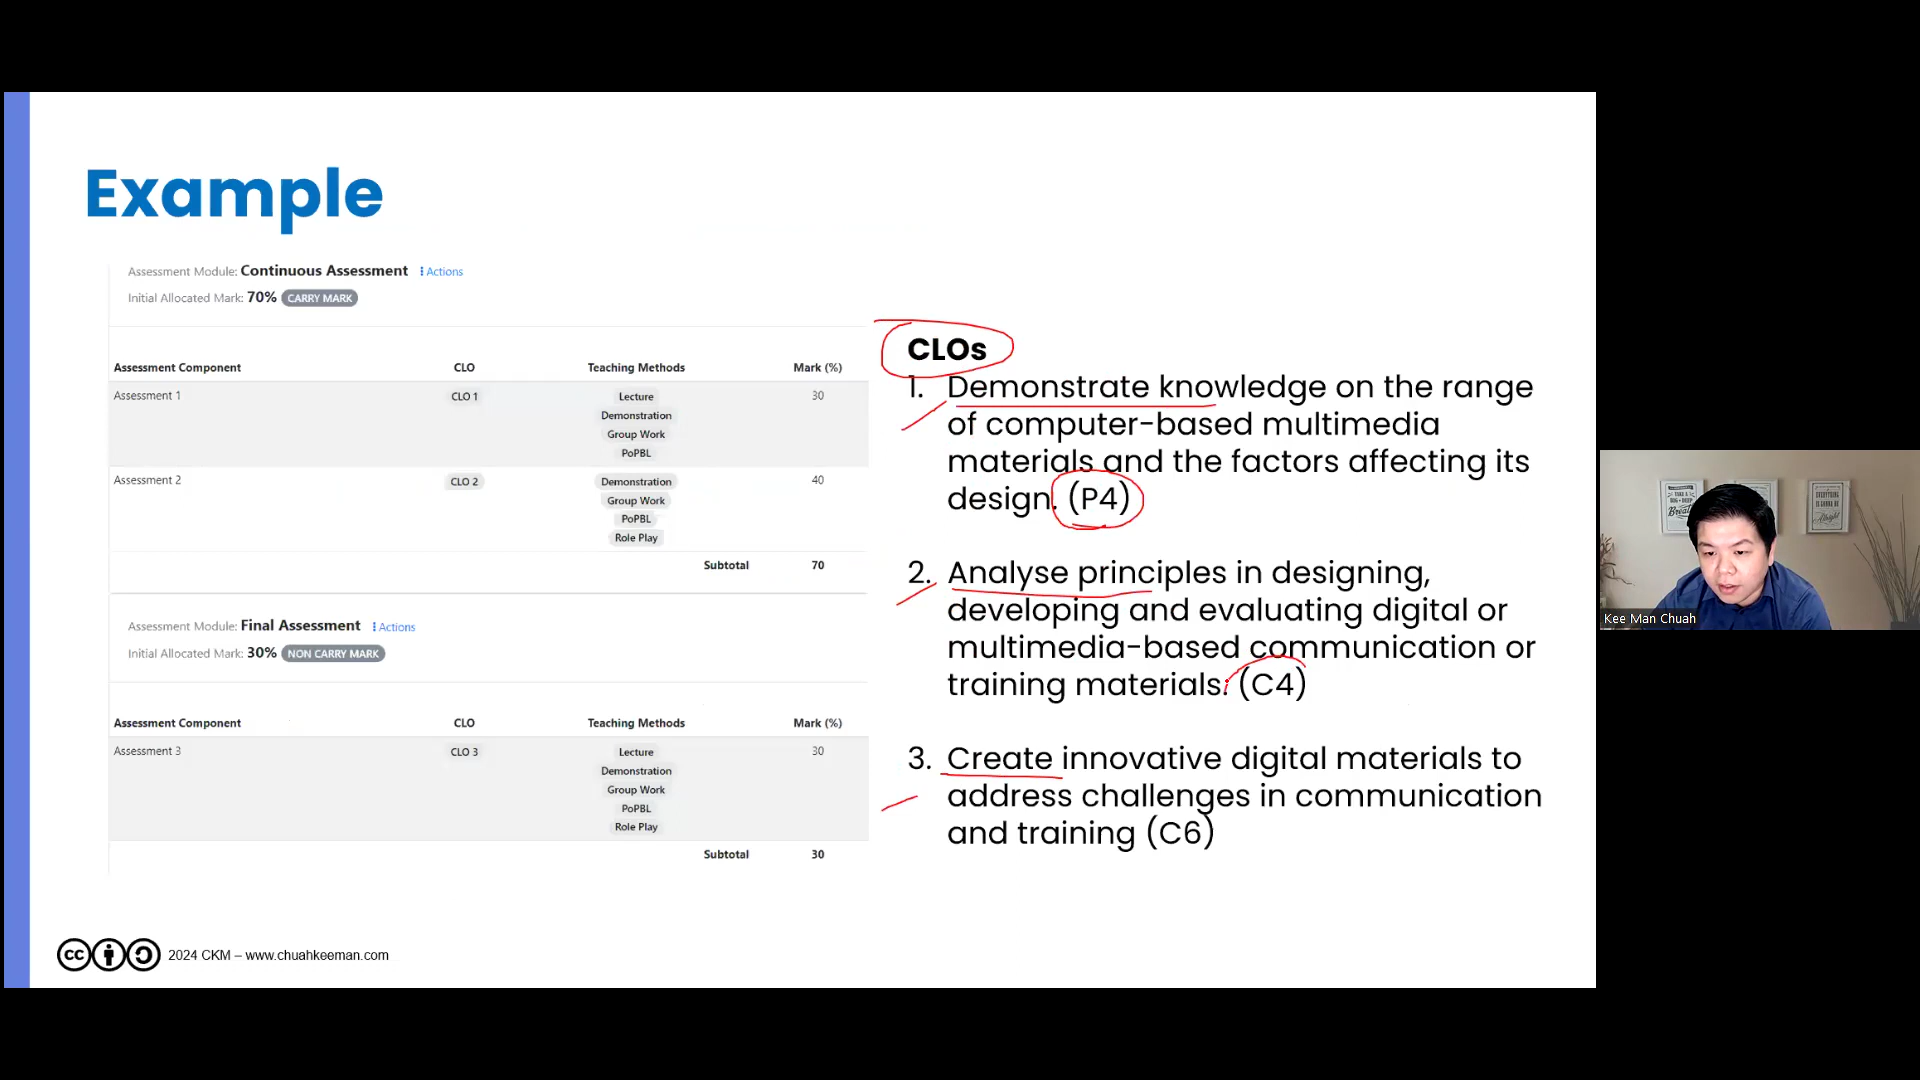 Example
Assessment Module: Continuous Assessment Actions
Initial Allocated Mark: 70% CARRY MARK
Assessment Component CLO Teaching Methods Mark (%)
Assessment 1 CLO 1 Lecture 30
Demonstration
Group Work
PoPBL
Assessment 2 CLO 2 Demonstration 40
Group Work
PoPBL
Role Play
Subtotal 70
Assessment Module: Final Assessment Actions
Initial Allocated Mark: 30% NON CARRY MARK
Assessment Component CLO Teaching Methods Mark (%)
Assessment 3 CLO 3 Lecture 30
Demonstration
Group Work
PoPBL
Role Play
Subtotal 30
CLOs
1. Demonstrate knowledge on the range
of computer-based multimedia
materials and the factors affecting its
design. (P4)
2. Analyse principles in designing,
developing and evaluating digital or
multimedia-based communication or
training materials. (C4)
3. Create innovative digital materials to
address challenges in communication
and training (C6)
cc 2024 CKM – www.chuahkeeman.com
Kee Man Chuah